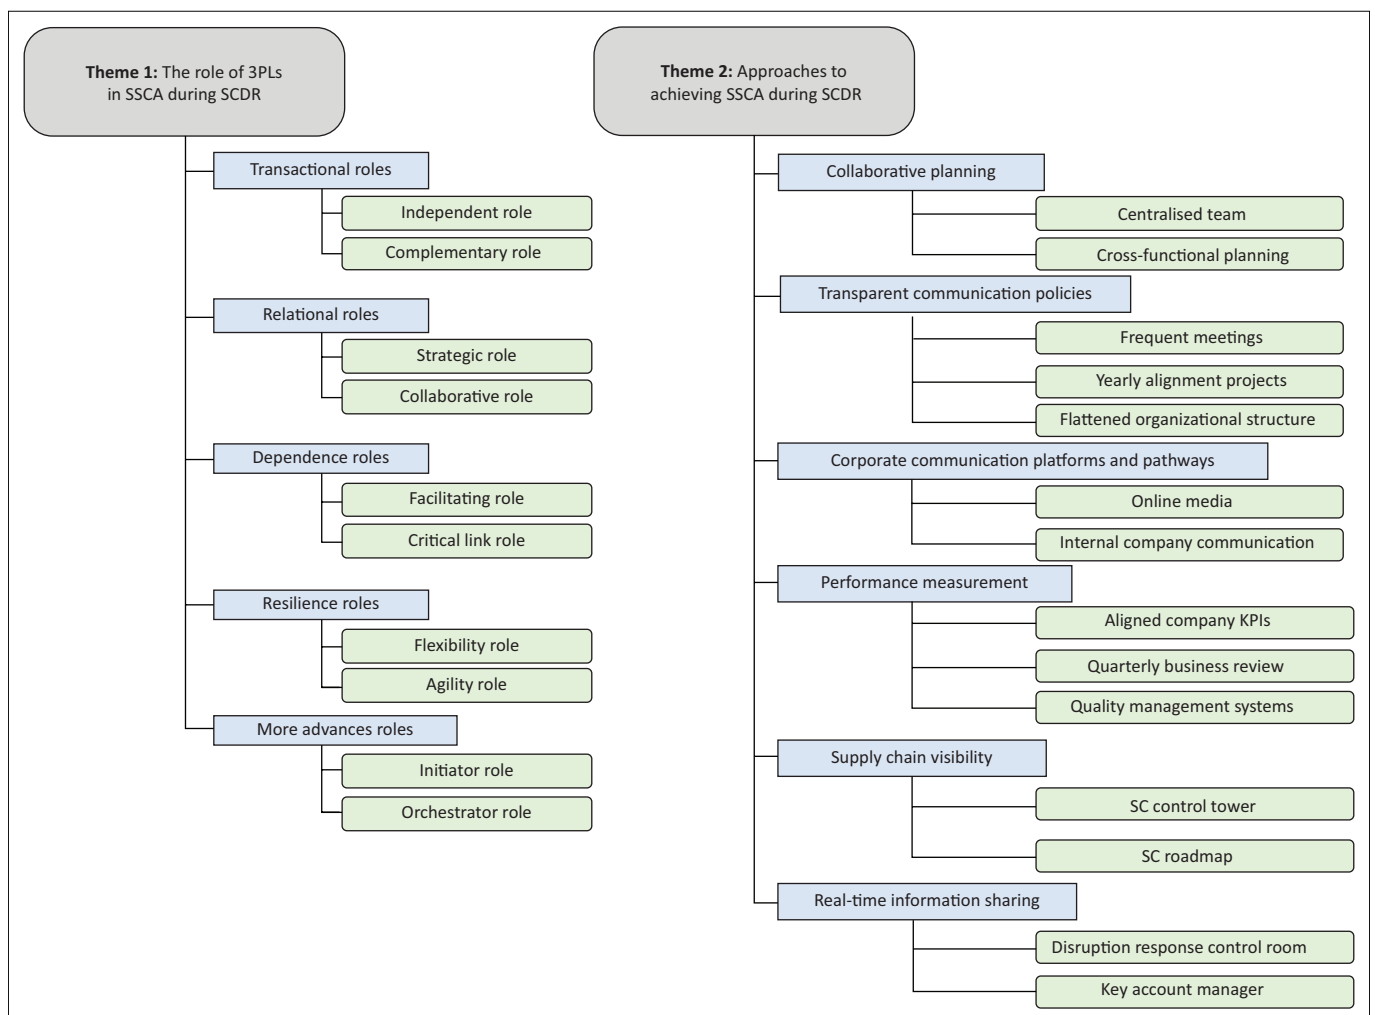 Theme 1: The role of 3PLs
in SSCA during SCDR
Transactional roles
Independent role
Complementary role
Relational roles
Strategic role
Collaborative role
Dependence roles
Facilitating role
Critical link role
Resilience roles
Flexibility role
Agility role
More advances roles
Initiator role
Orchestrator role
Theme 2: Approaches to
achieving SSCA during SCDR
Collaborative planning
Centralised team
Cross-functional planning
Transparent communication policies
Frequent meetings
Yearly alignment projects
Flattened organizational structure
Corporate communication platforms and pathways
Online media
Internal company communication
Performance measurement
Aligned company KPIs
Quarterly business review
Quality management systems
Supply chain visibility
SC control tower
SC roadmap
Real-time information sharing
Disruption response control room
Key account manager